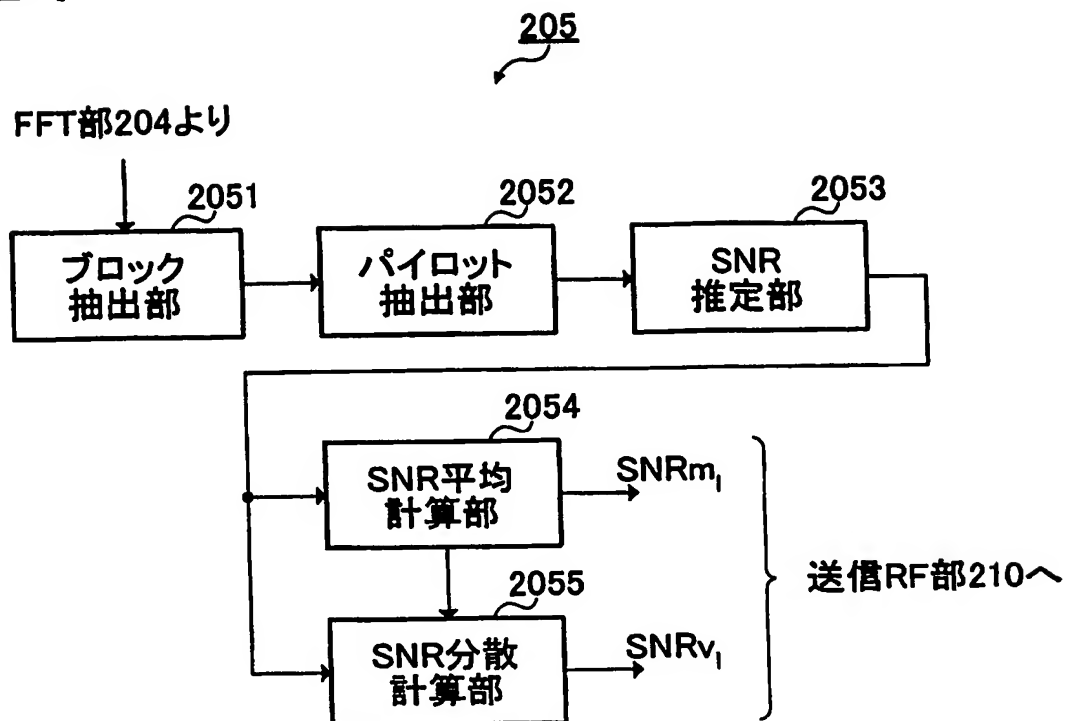 205
FFT部204より
2051
2052
2053
ブロック
抽出部
パイロット
抽出部
SNR
推定部
2054
SNR平均
計算部
SNRm_l
2055
送信RF部210へ
SNR分散
計算部
SNRv_l